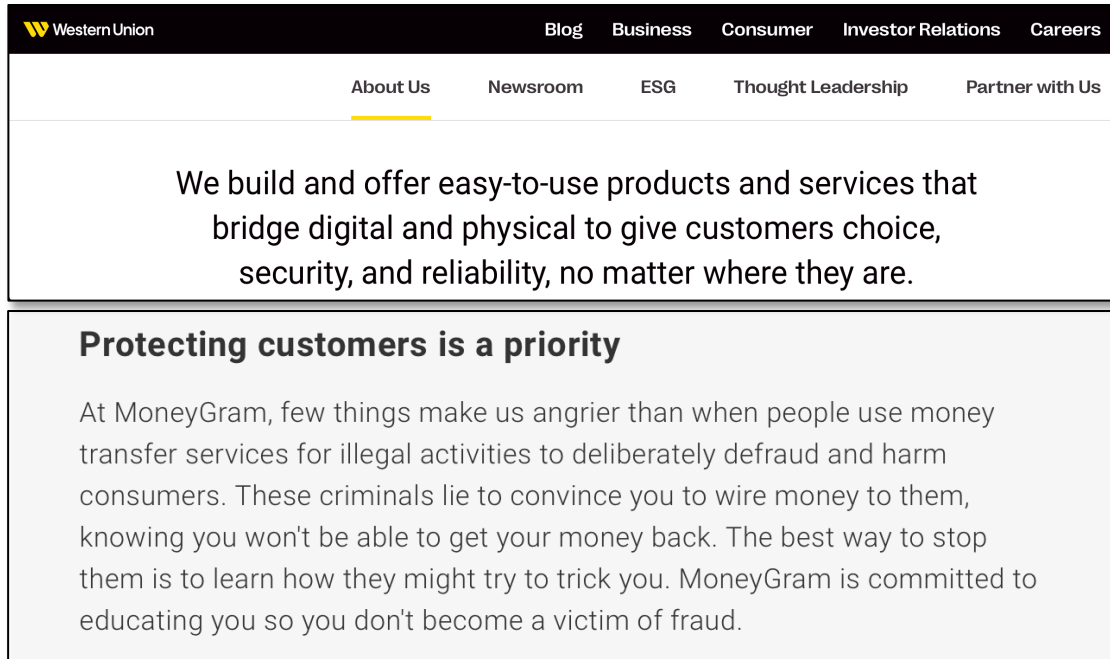 Western Union Blog Business Consumer Investor Relations Careers
About Us Newsroom ESG Thought Leadership Partner with Us
We build and offer easy-to-use products and services that
bridge digital and physical to give customers choice,
security, and reliability, no matter where they are.
Protecting customers is a priority
At MoneyGram, few things make us angrier than when people use money
transfer services for illegal activities to deliberately defraud and harm
consumers. These criminals lie to convince you to wire money to them,
knowing you won't be able to get your money back. The best way to stop
them is to learn how they might try to trick you. MoneyGram is committed to
educating you so you don't become a victim of fraud.